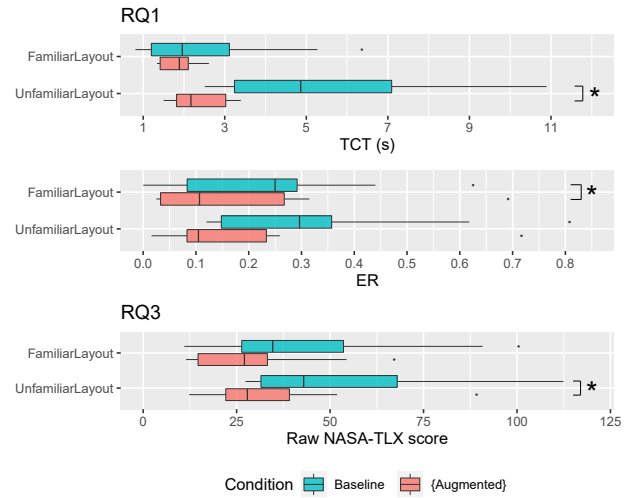 RQ1
FamiliarLayout
UnfamiliarLayout
*
1 3 5 7 9 11
TCT (s)
FamiliarLayout
*
UnfamiliarLayout
0.0 0.1 0.2 0.3 0.4 0.5 0.6 0.7 0.8
ER
RQ3
FamiliarLayout
UnfamiliarLayout
*
0 25 50 75 100 125
Raw NASA-TLX score
Condition Baseline {Augmented}